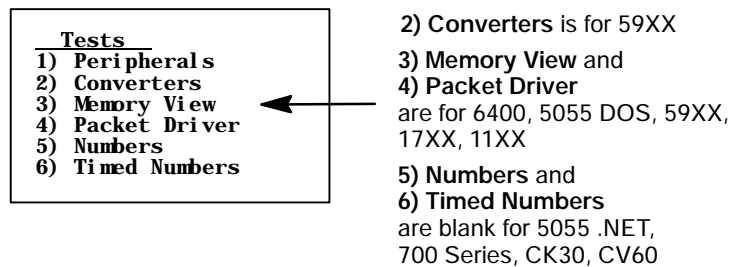 Tests
1) Peripherals
2) Converters
3) Memory View
4) Packet Driver
5) Numbers
6) Timed Numbers
2) Converters is for 59XX
3) Memory View and
4) Packet Driver
are for 6400, 5055 DOS, 59XX,
17XX, 11XX
5) Numbers and
6) Timed Numbers
are blank for 5055 .NET,
700 Series, CK30, CV60